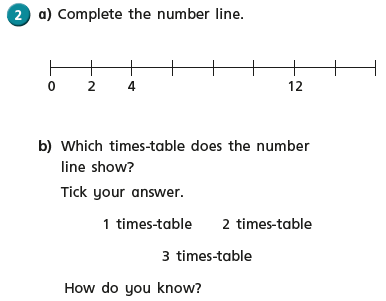 2 a) Complete the number line.
0 2 4 12
b) Which times-table does the number
line show?
Tick your answer.
1 times-table 2 times-table
3 times-table
How do you know?